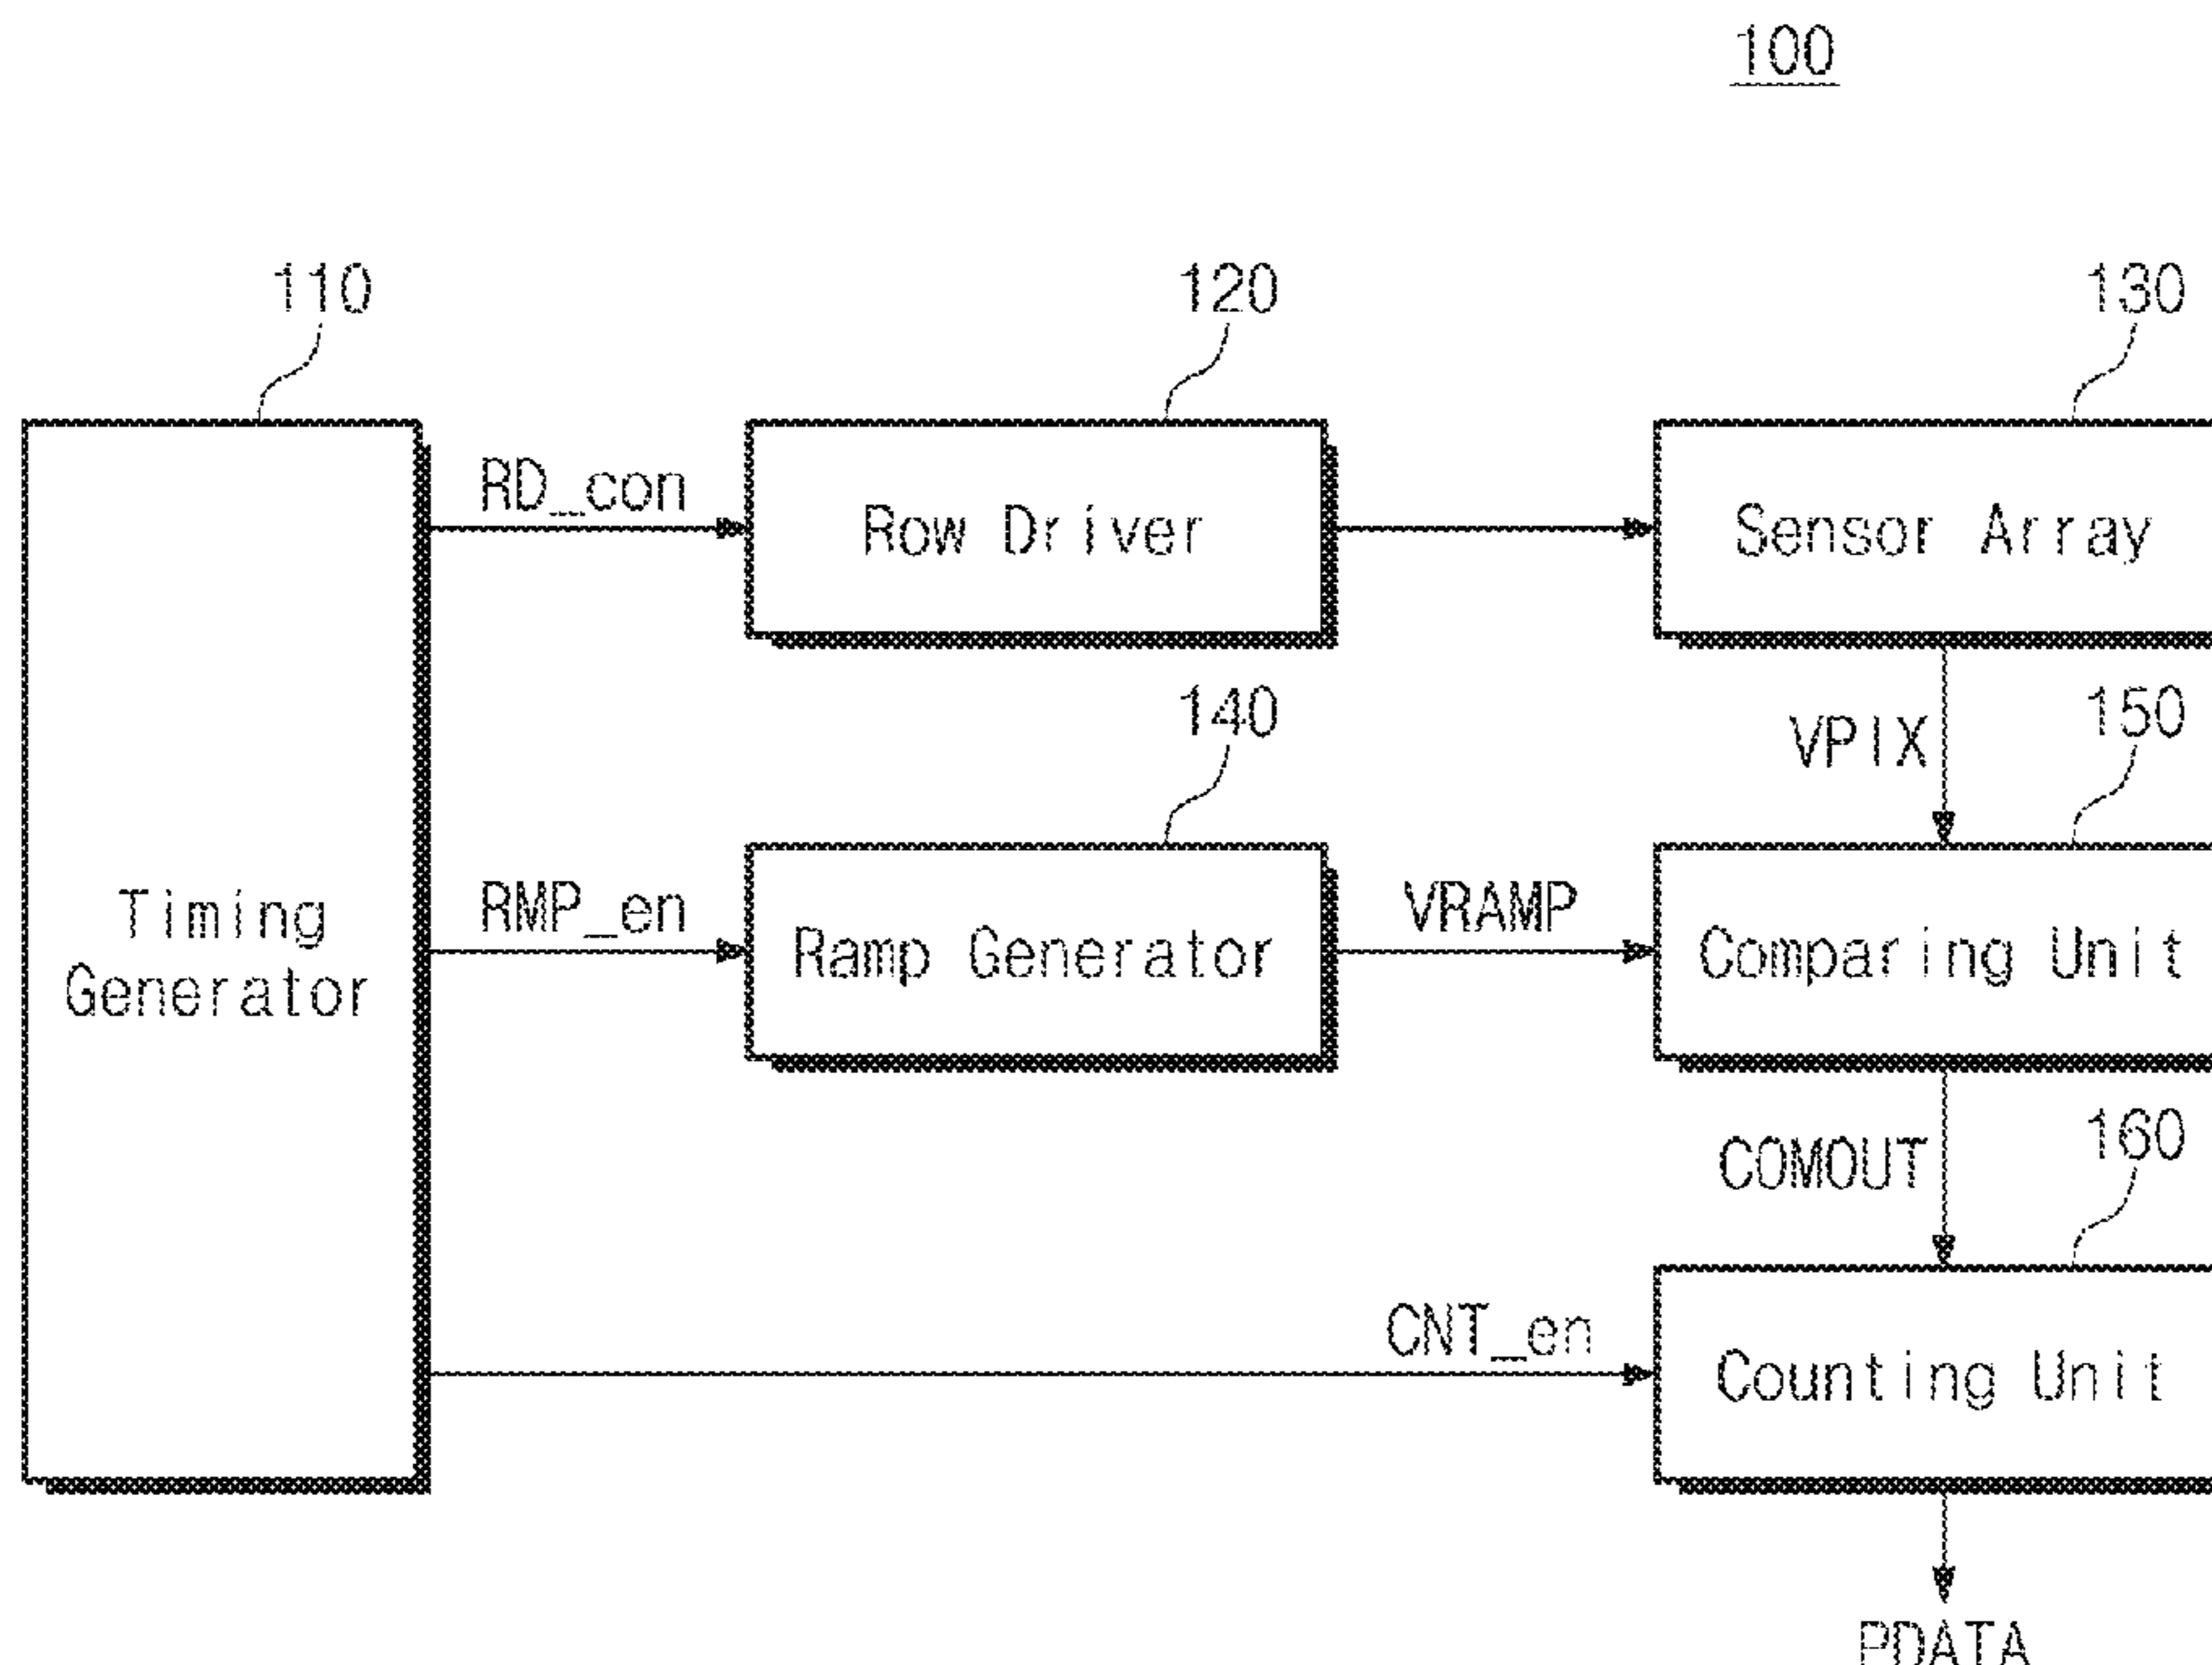 100
110
120
130
RD_con
Row Driver
Sensor Array
140
VPIX
150
Timing
Generator
RMP_en
Ramp Generator
VRAMP
Comparing Unit
COMOUT
160
CNT_en
Counting Unit
PDATA